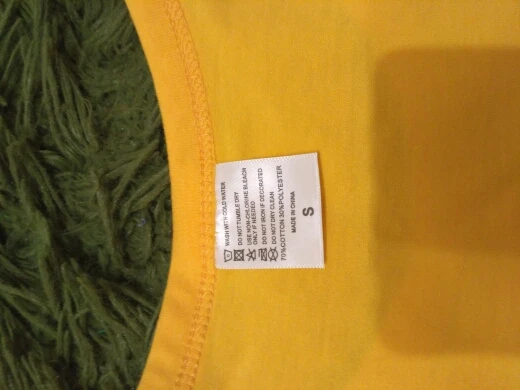 WASH WITH COLD WATER
DO NOT TUMBLE DRY
USE NON-CHLORINE BLEACH
ONLY IF NEEDED
DO NOT IRON IF DECORATED
DO NOT DRY CLEAN
70%COTTON 30%POLYESTER
MADE IN CHINA
S